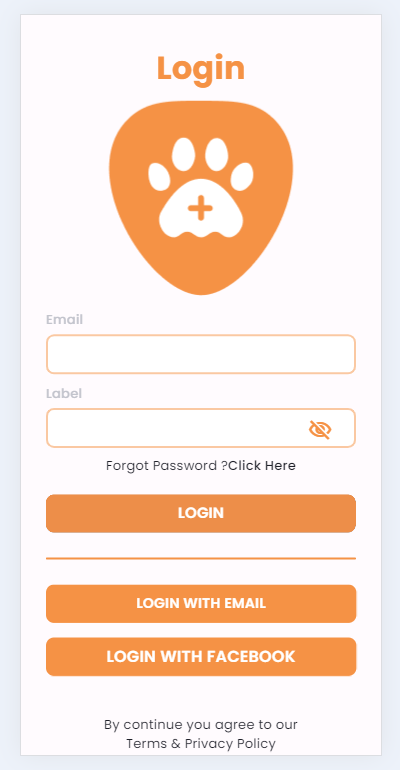 Login
Email
Label
Forgot Password ?Click Here
LOGIN
LOGIN WITH EMAIL
LOGIN WITH FACEBOOK
By continue you agree to our
Terms & Privacy Policy